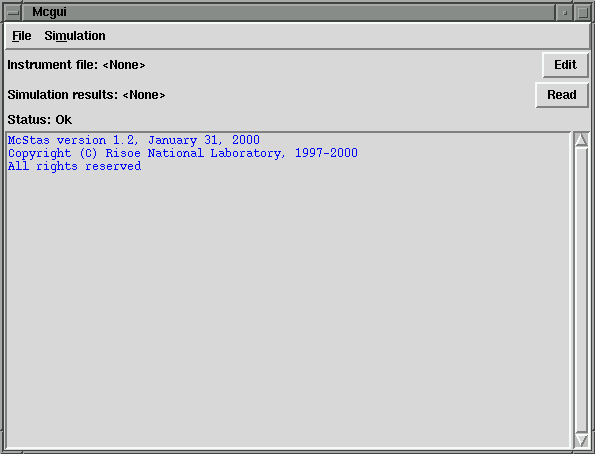 Mcgui
File Simulation
Instrument file: <None> Edit
Simulation results: <None> Read
Status: Ok
McStas version 1.2, January 31, 2000
Copyright (C) Risoe National Laboratory, 1997-2000
All rights reserved